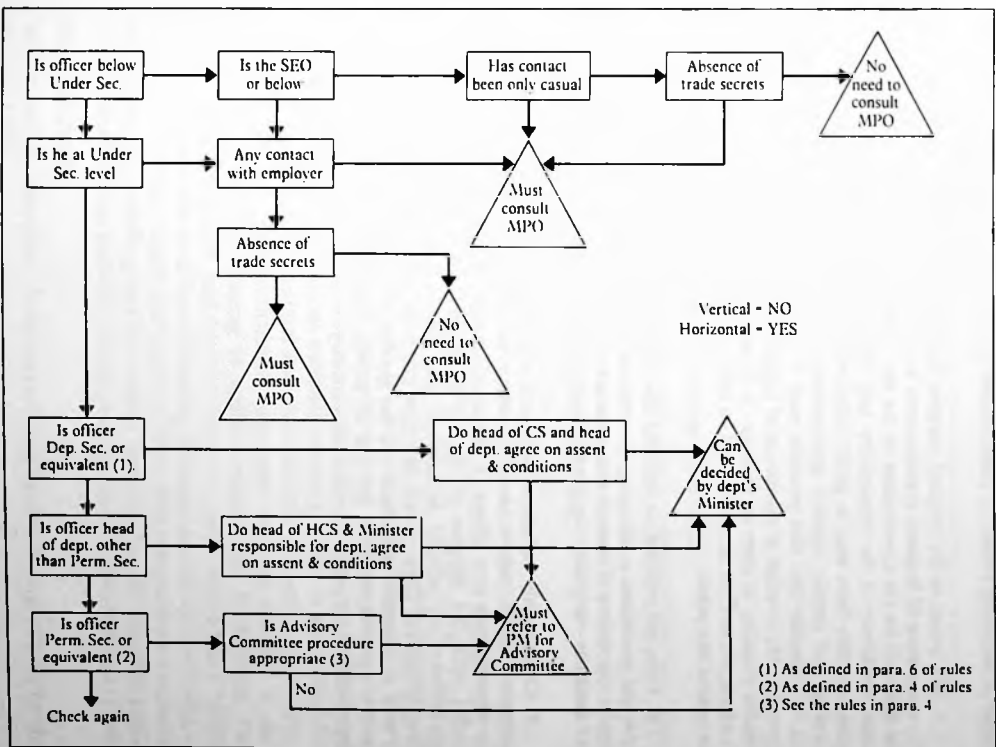 Is officer below
Under Sec.
Is the SEO
or below
Has contact
been only casual
Absence of
trade secrets
No
need to
consult
MPO
Is he at Under
Sec. level
Any contact
with employer
Must
consult
MPO
Absence of
trade secrets
Must
consult
MPO
No
need to
consult
MPO
Vertical = NO
Horizontal = YES
Is officer
Dep. Sec. or
equivalent (1).
Do head of CS and head
of dept. agree on assent
& conditions
Can
be
decided
by dept's
Minister
Is officer head
of dept. other
than Perm. Sec.
Do head of HCS & Minister
responsible for dept. agree
on assent & conditions
Must
refer to
PM for
Advisory
Committee
Is officer
Perm. Sec. or
equivalent (2)
Is Advisory
Committee procedure
appropriate (3)
No
Check again
(1) As defined in para. 6 of rules
(2) As defined in para. 4 of rules
(3) See the rules in para. 4